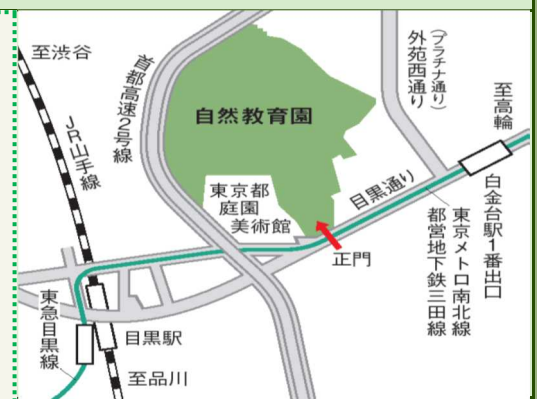 至渋谷
首都高速2号線
(プラチナ通り)
外苑西通り
至高輪
JR山手線
自然教育園
東京都
庭園
美術館
目黒通り
白金台駅1番出口
東京メトロ南北線
都営地下鉄三田線
正門
東急目黒線
目黒駅
至品川